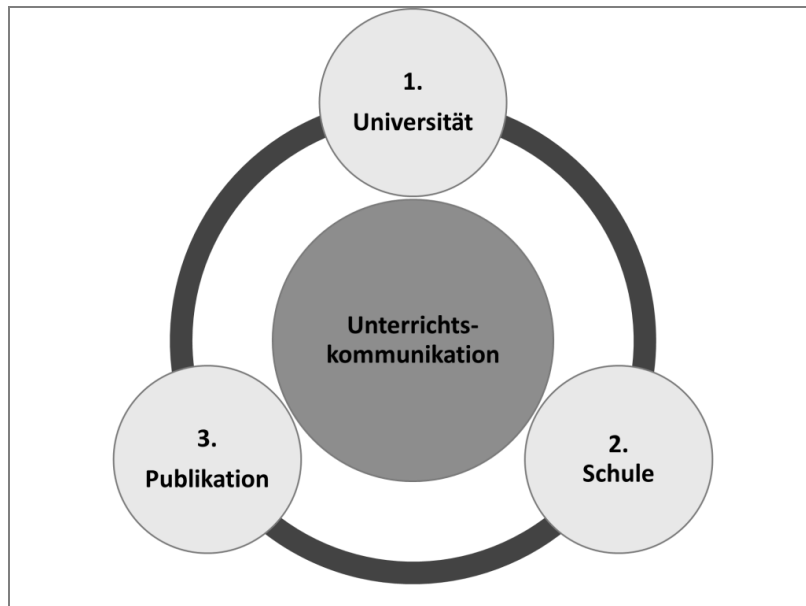 1.
Universität
Unterrichts-
kommunikation
2.
Schule
3.
Publikation